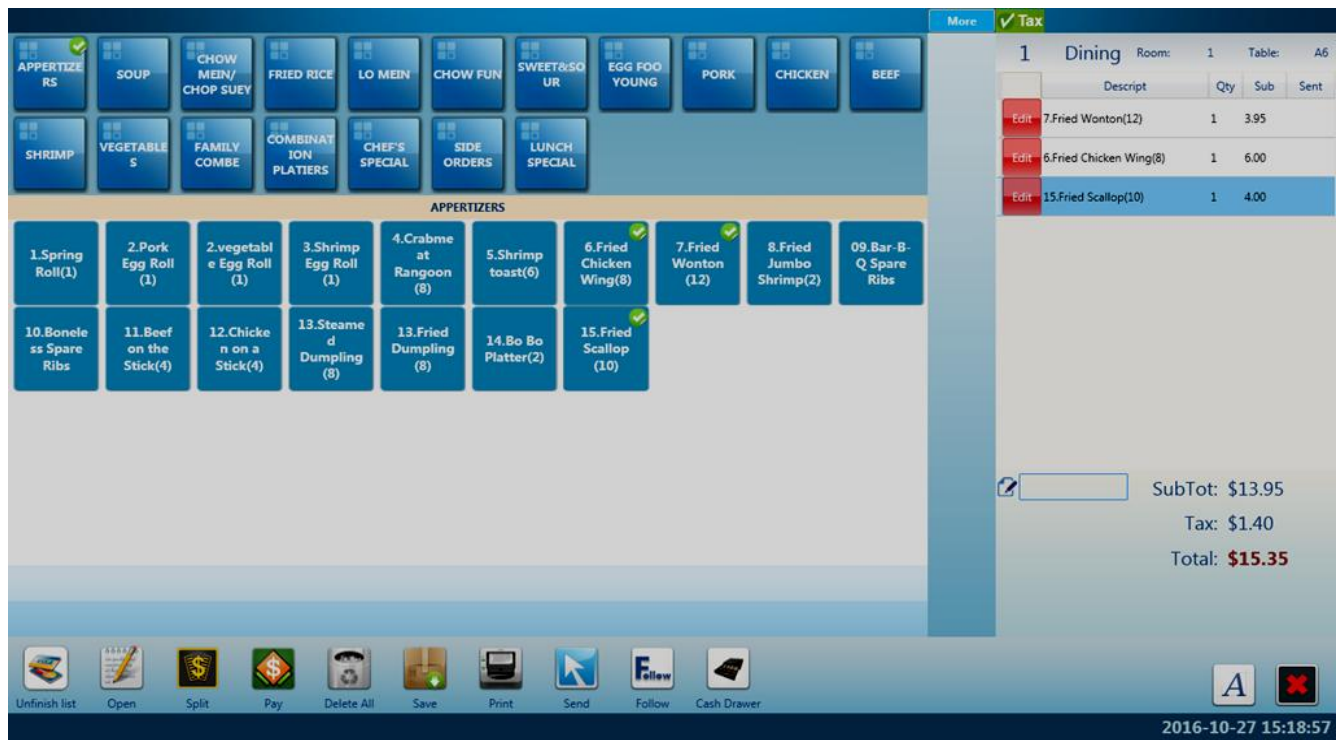 More
Tax
APPERTIZE
RS
SOUP
CHOW
MEIN/
CHOP SUEY
FRIED RICE
LO MEIN
CHOW FUN
SWEET&SO
UR
EGG FOO
YOUNG
PORK
CHICKEN
BEEF
SHRIMP
VEGETABLE
S
FAMILY
COMBE
COMBINAT
ION
PLATIERS
CHEF'S
SPECIAL
SIDE
ORDERS
LUNCH
SPECIAL
APPERTIZERS
1.Spring
Roll(1)
2.Pork
Egg Roll
(1)
2.vegetabl
e Egg Roll
(1)
3.Shrimp
Egg Roll
(1)
4.Crabme
at
Rangoon
(8)
5.Shrimp
toast(6)
6.Fried
Chicken
Wing(8)
7.Fried
Wonton
(12)
8.Fried
Jumbo
Shrimp(2)
09.Bar-B-
Q Spare
Ribs
10.Bonele
ss Spare
Ribs
11.Beef
on the
Stick(4)
12.Chicke
n on a
Stick(4)
13.Steame
d
Dumpling
(8)
13.Fried
Dumpling
(8)
14.Bo Bo
Platter(2)
15.Fried
Scallop
(10)
1 Dining Room: 1 Table: A6
Descript Qty Sub Sent
Edit 7.Fried Wonton(12) 1 3.95
Edit 6.Fried Chicken Wing(8) 1 6.00
Edit 15.Fried Scallop(10) 1 4.00
SubTot: $13.95
Tax: $1.40
Total: $15.35
Unfinish list
Open
$
Split
$
Pay
Delete All
Save
Print
Send
Follow
Follow
Cash Drawer
A
2016-10-27 15:18:57